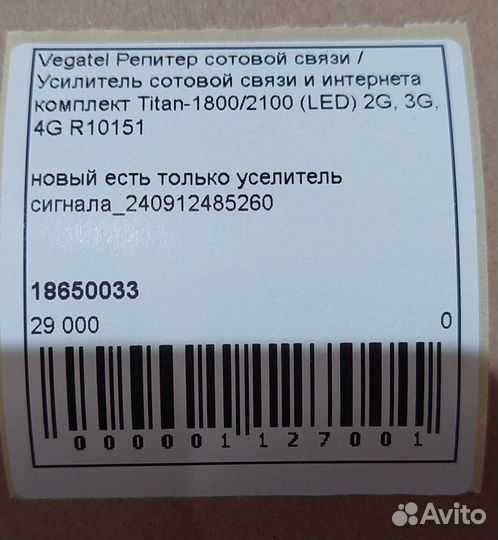 Vegatel Репитер сотовой связи /
Усилитель сотовой связи и интернета
комплект Titan-1800/2100 (LED) 2G, 3G,
4G R10151
новый есть только уселитель
сигнала_240912485260
18650033
29 000 0
000001127001
Avito